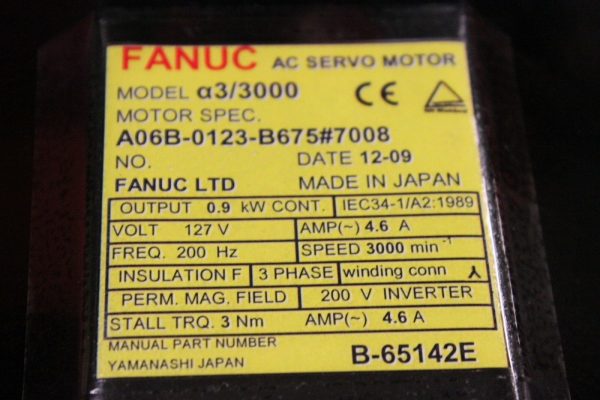 FANUC AC SERVO MOTOR
MODEL α3/3000
CE
MOTOR SPEC.
A06B-0123-B675#7008
NO. DATE 12-09
FANUC LTD MADE IN JAPAN
OUTPUT 0.9 kW CONT. IEC34-1/A2:1989
VOLT 127 V AMP(~) 4.6 A
FREQ. 200 Hz SPEED 3000 min⁻¹
INSULATION F 3 PHASE winding conn
PERM. MAG. FIELD 200 V INVERTER
STALL TRQ. 3 Nm AMP(~) 4.6 A
MANUAL PART NUMBER
YAMANASHI JAPAN B-65142E